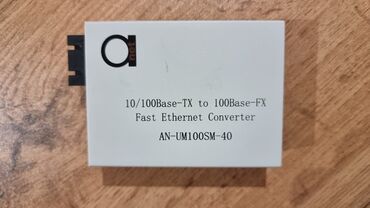 10/100Base-TX to 100Base-FX
Fast Ethernet Converter
AN-UM100SM-40